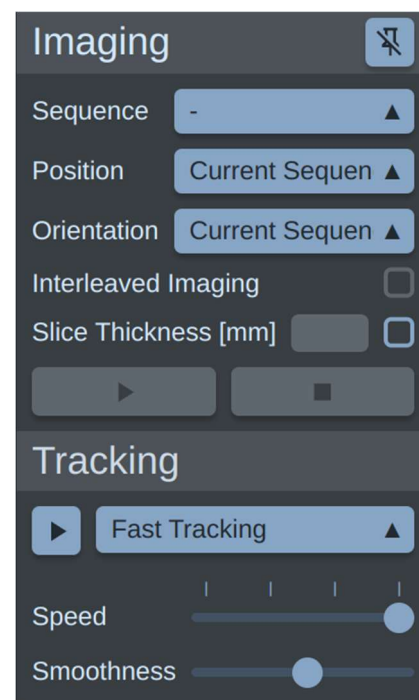 Imaging
Sequence -
Position Current Sequen
Orientation Current Sequen
Interleaved Imaging
Slice Thickness [mm]
Tracking
Fast Tracking
Speed
Smoothness